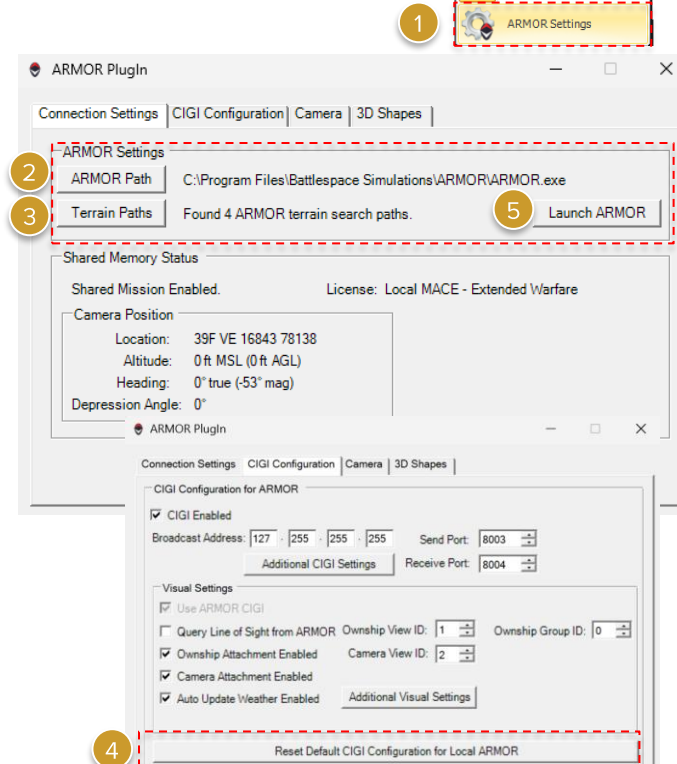 1
ARMOR Settings
ARMOR PlugIn
Connection Settings CIGI Configuration Camera 3D Shapes
ARMOR Settings
2
ARMOR Path C:\Program Files\Battlespace Simulations\ARMOR\ARMOR.exe
3
Terrain Paths Found 4 ARMOR terrain search paths. 5 Launch ARMOR
Shared Memory Status
Shared Mission Enabled. License: Local MACE - Extended Warfare
Camera Position
Location: 39F VE 16843 78138
Altitude: 0 ft MSL (0 ft AGL)
Heading: 0° true (-53° mag)
Depression Angle: 0°
ARMOR PlugIn
Connection Settings CIGI Configuration Camera 3D Shapes
CIGI Configuration for ARMOR
CIGI Enabled
Broadcast Address: 127 . 255 . 255 . 255 Send Port: 8003
Additional CIGI Settings Receive Port: 8004
Visual Settings
Use ARMOR CIGI
Query Line of Sight from ARMOR Ownship View ID: 1 Ownship Group ID: 0
Ownship Attachment Enabled Camera View ID: 2
Camera Attachment Enabled
Auto Update Weather Enabled Additional Visual Settings
4
Reset Default CIGI Configuration for Local ARMOR